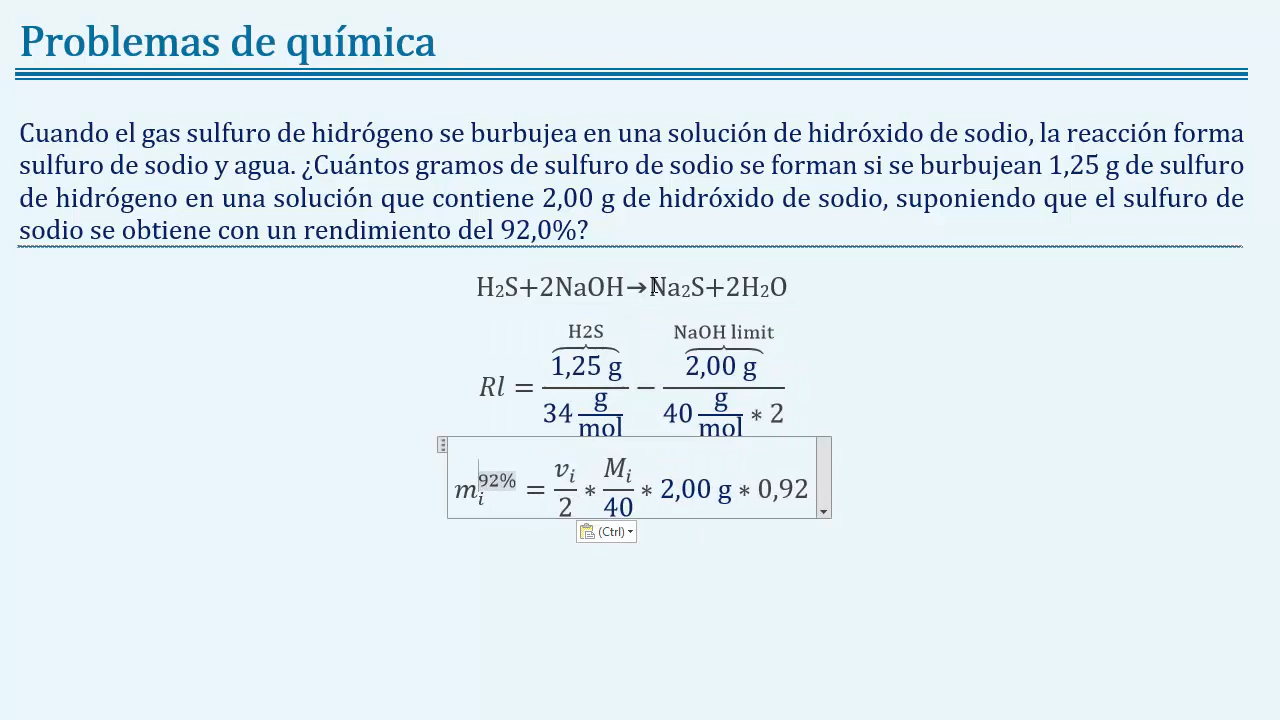 Problemas de química
Cuando el gas sulfuro de hidrógeno se burbujea en una solución de hidróxido de sodio, la reacción forma
sulfuro de sodio y agua. ¿Cuántos gramos de sulfuro de sodio se forman si se burbujean 1,25 g de sulfuro
de hidrógeno en una solución que contiene 2,00 g de hidróxido de sodio, suponiendo que el sulfuro de
sodio se obtiene con un rendimiento del 92,0%?
H₂S+2NaOH→Na₂S+2H₂O
H2S NaOH limit
1,25 g 2,00 g
Rl = −
34 g/mol 40 g/mol ∗ 2
m_i^92% = v_i/2 ∗ M_i/40 ∗ 2,00 g ∗ 0,92
(Ctrl)